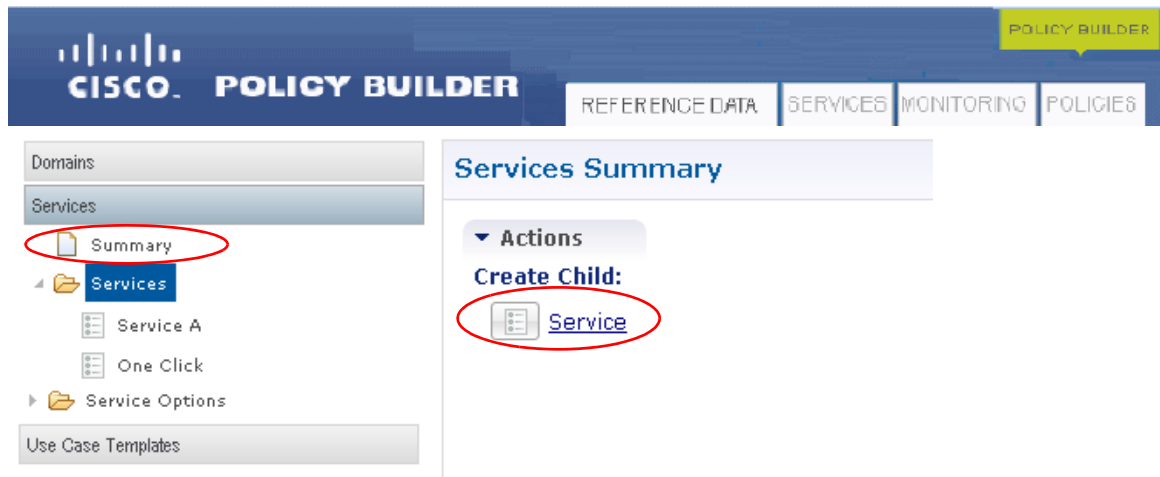 POLICY BUILDER
CISCO. POLICY BUILDER
REFERENCE DATA SERVICES MONITORING POLICIES
Domains
Services
Summary
Services
Service A
One Click
Service Options
Use Case Templates
Services Summary
Actions
Create Child:
Service